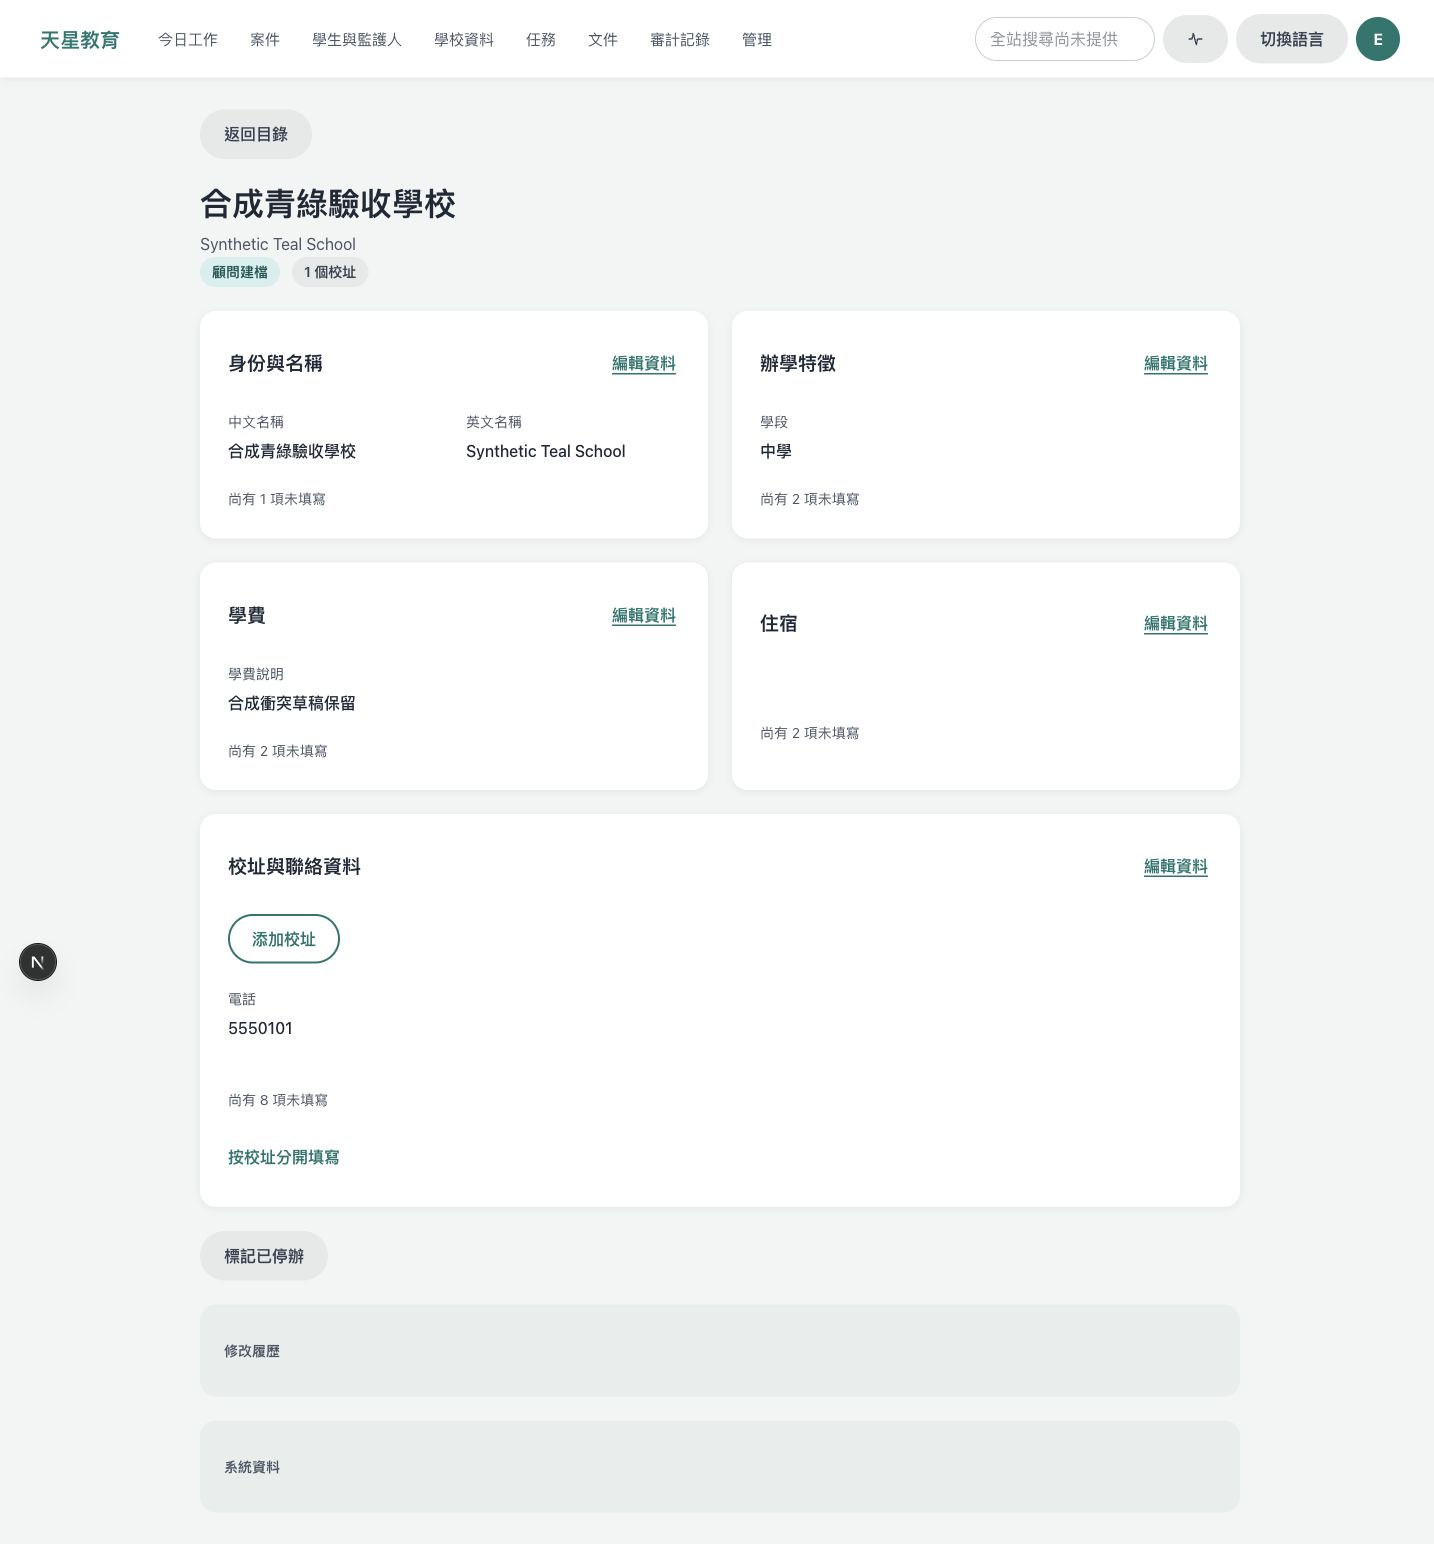 天星教育 今日工作 案件 學生與監護人 學校資料 任務 文件 審計記錄 管理 全站搜尋尚未提供 切換語言 E
返回目錄
合成青綠驗收學校
Synthetic Teal School
顧問建檔 1 個校址
身份與名稱 編輯資料
中文名稱 英文名稱
合成青綠驗收學校 Synthetic Teal School
尚有 1 項未填寫
辦學特徵 編輯資料
學段
中學
尚有 2 項未填寫
學費 編輯資料
學費說明
合成衝突草稿保留
尚有 2 項未填寫
住宿 編輯資料
尚有 2 項未填寫
校址與聯絡資料 編輯資料
添加校址
電話
5550101
尚有 8 項未填寫
按校址分開填寫
標記已停辦
修改履歷
系統資料
N